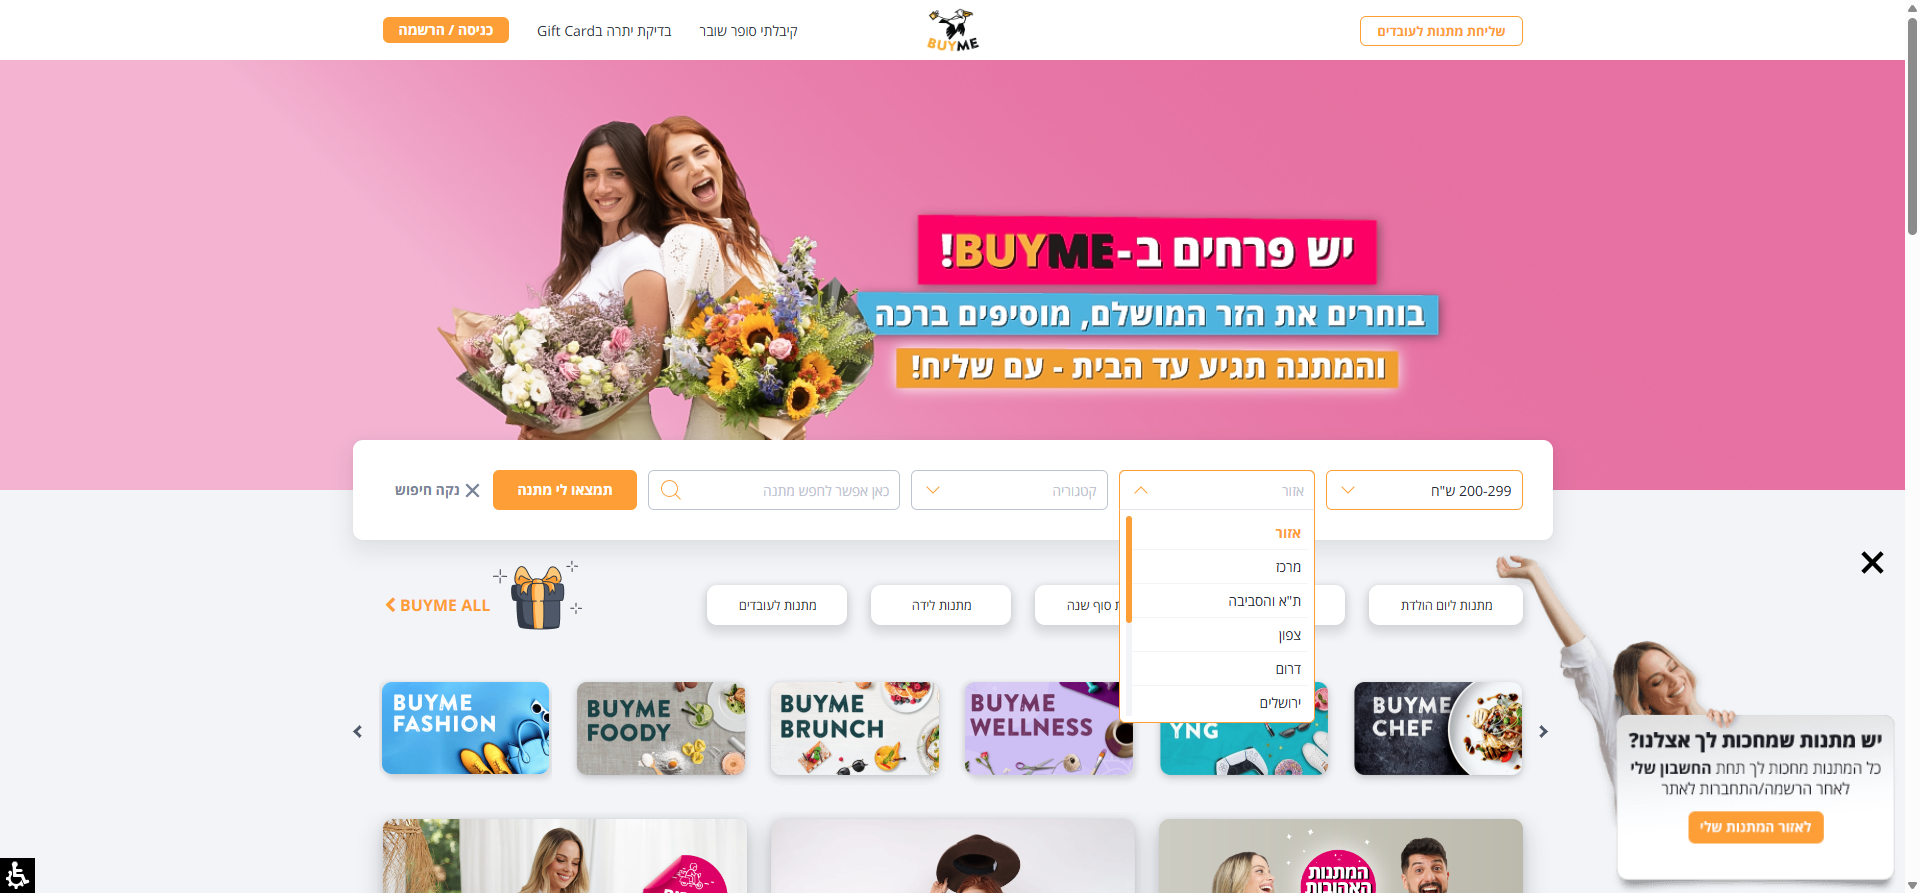 שליחת מתנות לעובדים
BUYME
קיבלתי סופר שובר
בדיקת יתרה בGift Card
כניסה / הרשמה
יש פרחים ב-BUYME!
בוחרים את הזר המושלם, מוסיפים ברכה
והמתנה תגיע עד הבית - עם שליח!
200-299 ש"ח
אזור
קטגוריה
כאן אפשר לחפש מתנה
תמצאו לי מתנה
נקה חיפוש
אזור
מרכז
ת"א והסביבה
צפון
דרום
ירושלים
מתנות ליום הולדת
סוף שנה
מתנות לידה
מתנות לעובדים
BUYME ALL
BUYME
CHEF
YNG
BUYME
WELLNESS
BUYME
BRUNCH
BUYME
FOODY
BUYME
FASHION
יש מתנות שמחכות לך אצלנו?
כל המתנות מחכות לך תחת החשבון שלי
לאחר הרשמה/התחברות לאתר
לאזור המתנות שלי
המתנות
האהובות